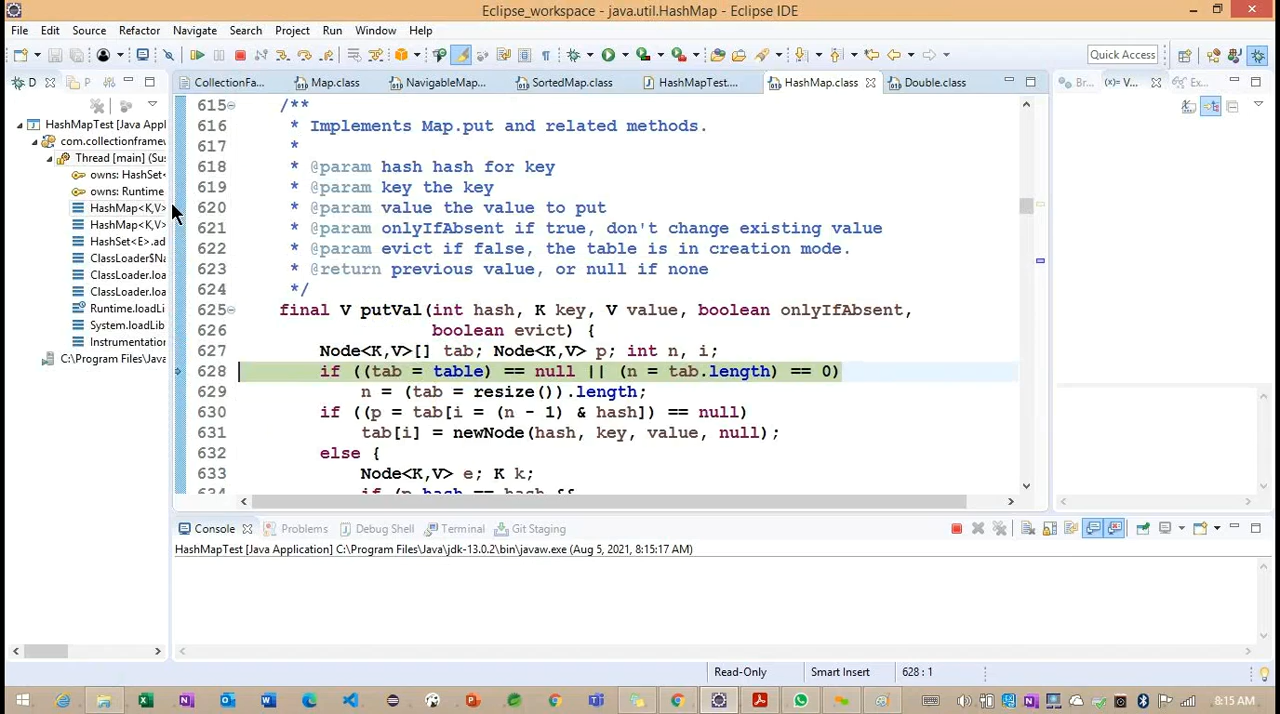 Eclipse_workspace - java.util.HashMap - Eclipse IDE
File Edit Source Refactor Navigate Search Project Run Window Help
Quick Access
D P CollectionFa... Map.class NavigableMap... SortedMap.class HashMapTest.... HashMap.class Double.class Br... (x)= V... Ex...
HashMapTest [Java Appl
com.collectionframew
Thread [main] (Sus
owns: HashSet<
owns: Runtime
HashMap<K,V>
HashMap<K,V>
HashSet<E>.ad
ClassLoader$Na
ClassLoader.loa
ClassLoader.loa
Runtime.loadLi
System.loadLib
Instrumentation
C:\Program Files\Java
615 /**
616 * Implements Map.put and related methods.
617 *
618 * @param hash hash for key
619 * @param key the key
620 * @param value the value to put
621 * @param onlyIfAbsent if true, don't change existing value
622 * @param evict if false, the table is in creation mode.
623 * @return previous value, or null if none
624 */
625 final V putVal(int hash, K key, V value, boolean onlyIfAbsent,
626 boolean evict) {
627 Node<K,V>[] tab; Node<K,V> p; int n, i;
628 if ((tab = table) == null || (n = tab.length) == 0)
629 n = (tab = resize()).length;
630 if ((p = tab[i = (n - 1) & hash]) == null)
631 tab[i] = newNode(hash, key, value, null);
632 else {
633 Node<K,V> e; K k;
634 if (p.hash == hash &&
Console Problems Debug Shell Terminal Git Staging
HashMapTest [Java Application] C:\Program Files\Java\jdk-13.0.2\bin\javaw.exe (Aug 5, 2021, 8:15:17 AM)
Read-Only Smart Insert 628 : 1
8:15 AM